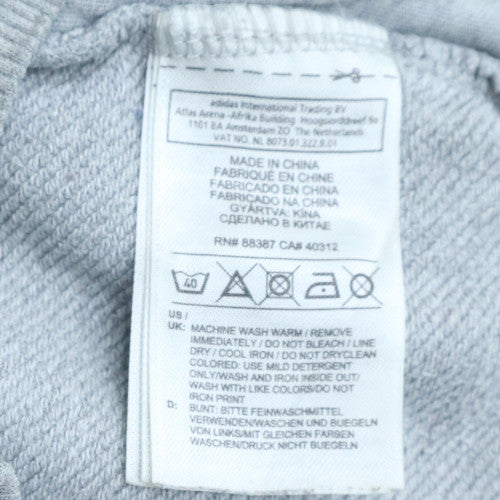 adidas International Trading BV
Atlas Arena -Afrika Building Hoogoorddreef 9a
1101 BA Amsterdam ZO The Netherlands
VAT NO. NL 8073.01.322.B.01
MADE IN CHINA
FABRIQUÉ EN CHINE
FABRICADO EN CHINA
FABRICADO NA CHINA
GYÁRTVA: KÍNA
СДЕЛАНО В КИТАЕ
RN# 88387 CA# 40312
40
US /
UK: MACHINE WASH WARM / REMOVE
IMMEDIATELY / DO NOT BLEACH / LINE
DRY / COOL IRON / DO NOT DRYCLEAN
COLORED: USE MILD DETERGENT
ONLY/WASH AND IRON INSIDE OUT/
WASH WITH LIKE COLORS/DO NOT
IRON PRINT
D: BUNT: BITTE FEINWASCHMITTEL
VERWENDEN/WASCHEN UND BUEGELN
VON LINKS/MIT GLEICHEN FARBEN
WASCHEN/DRUCK NICHT BUEGELN